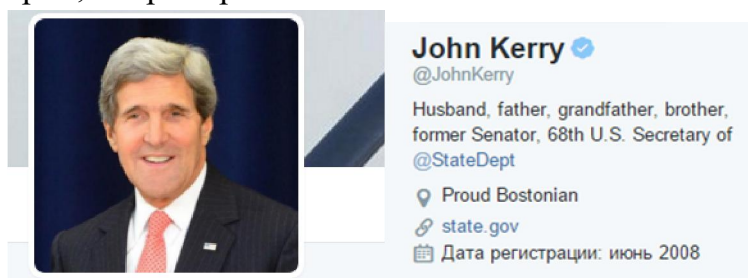 John Kerry
@JohnKerry
Husband, father, grandfather, brother,
former Senator, 68th U.S. Secretary of
@StateDept
Proud Bostonian
state.gov
Дата регистрации: июнь 2008